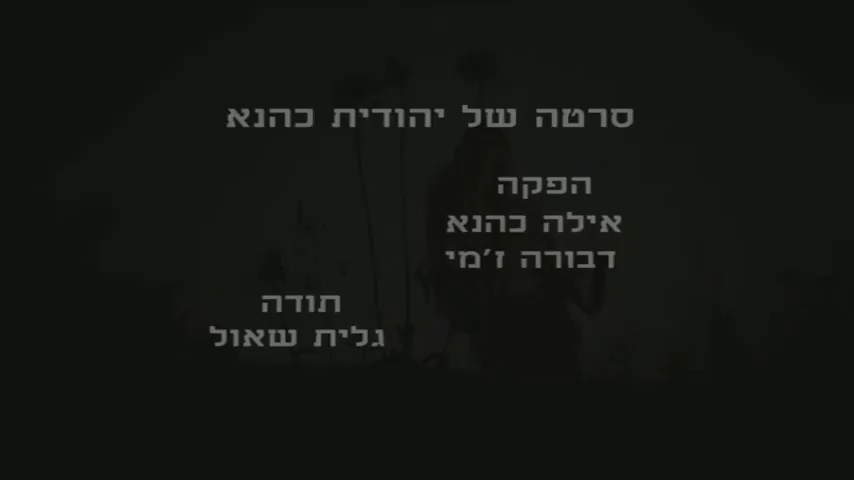 סרטה של יהודית כהנא
הפקה
אילה כהנא
דבורה ז'מי
תודה
גלית שאול